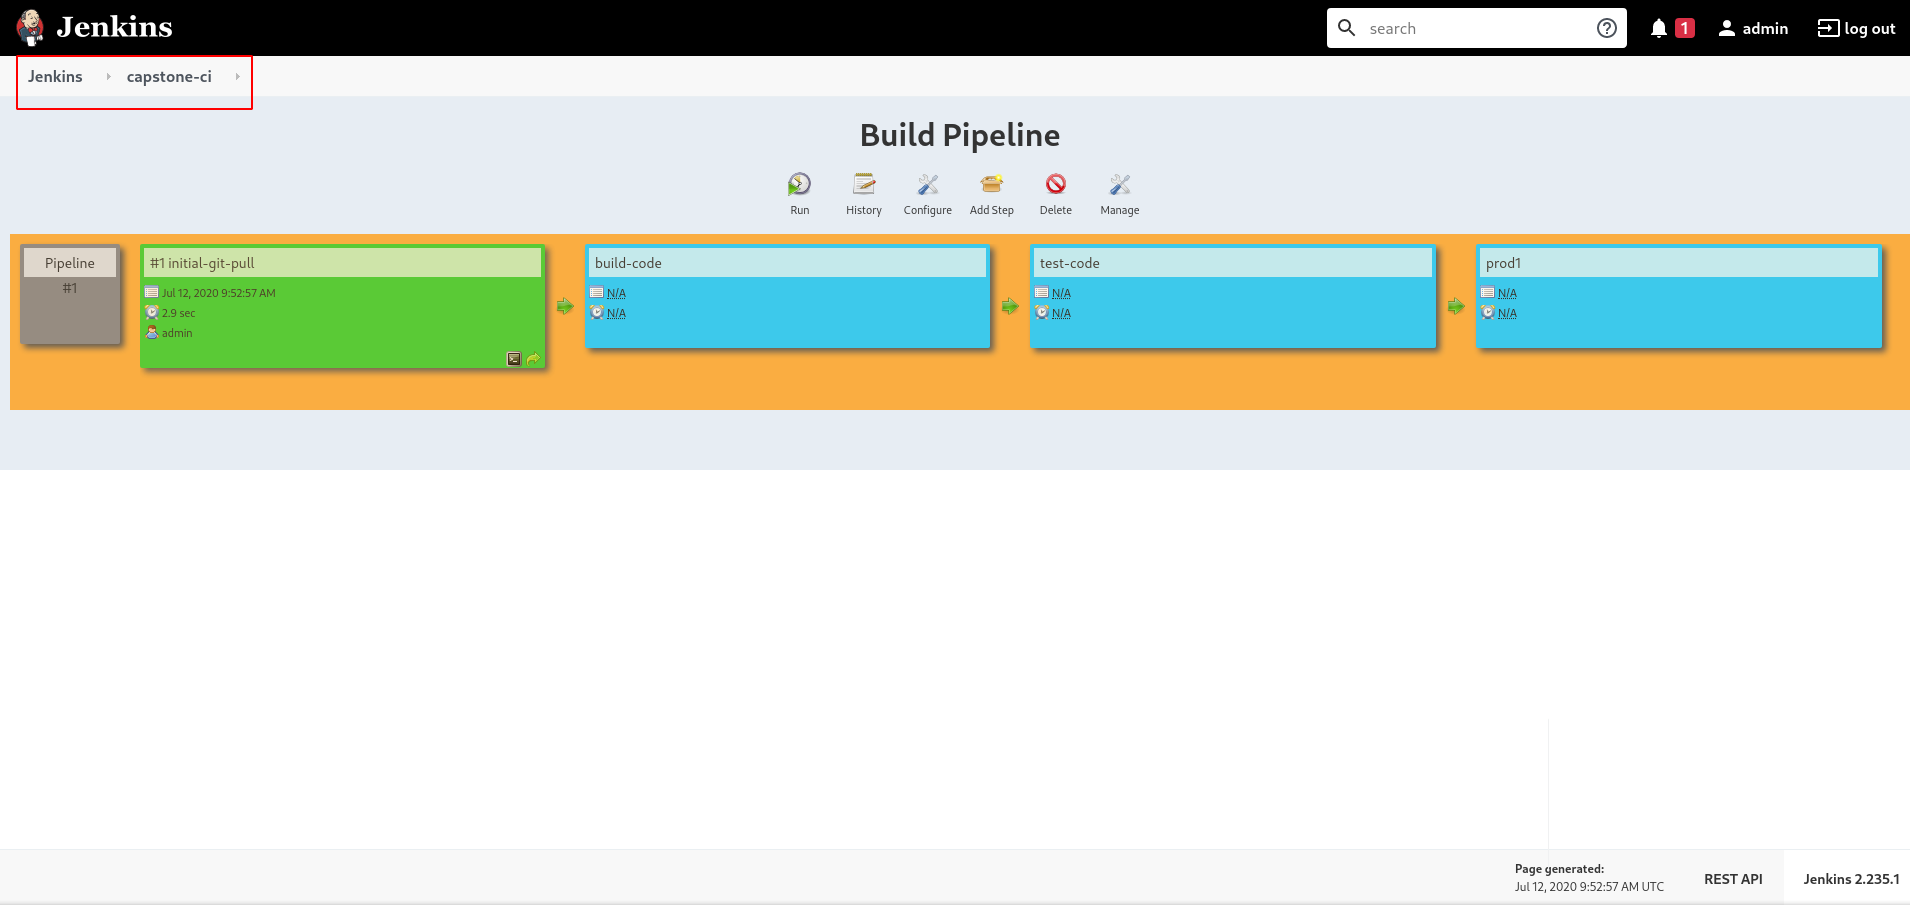 Jenkins
search
1
admin
log out
Jenkins
capstone-ci
Build Pipeline
Run
History
Configure
Add Step
Delete
Manage
Pipeline
#1
#1 initial-git-pull
Jul 12, 2020 9:52:57 AM
2.9 sec
admin
build-code
N/A
N/A
test-code
N/A
N/A
prod1
N/A
N/A
Page generated:
Jul 12, 2020 9:52:57 AM UTC
REST API
Jenkins 2.235.1